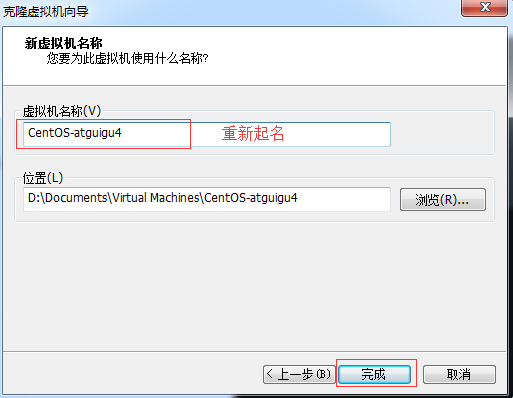 克隆虚拟机向导
新虚拟机名称
您要为此虚拟机使用什么名称?
虚拟机名称(V)
CentOS-atguigu4 重新起名
位置(L)
D:\Documents\Virtual Machines\CentOS-atguigu4 浏览(R)...
< 上一步(B) 完成 取消